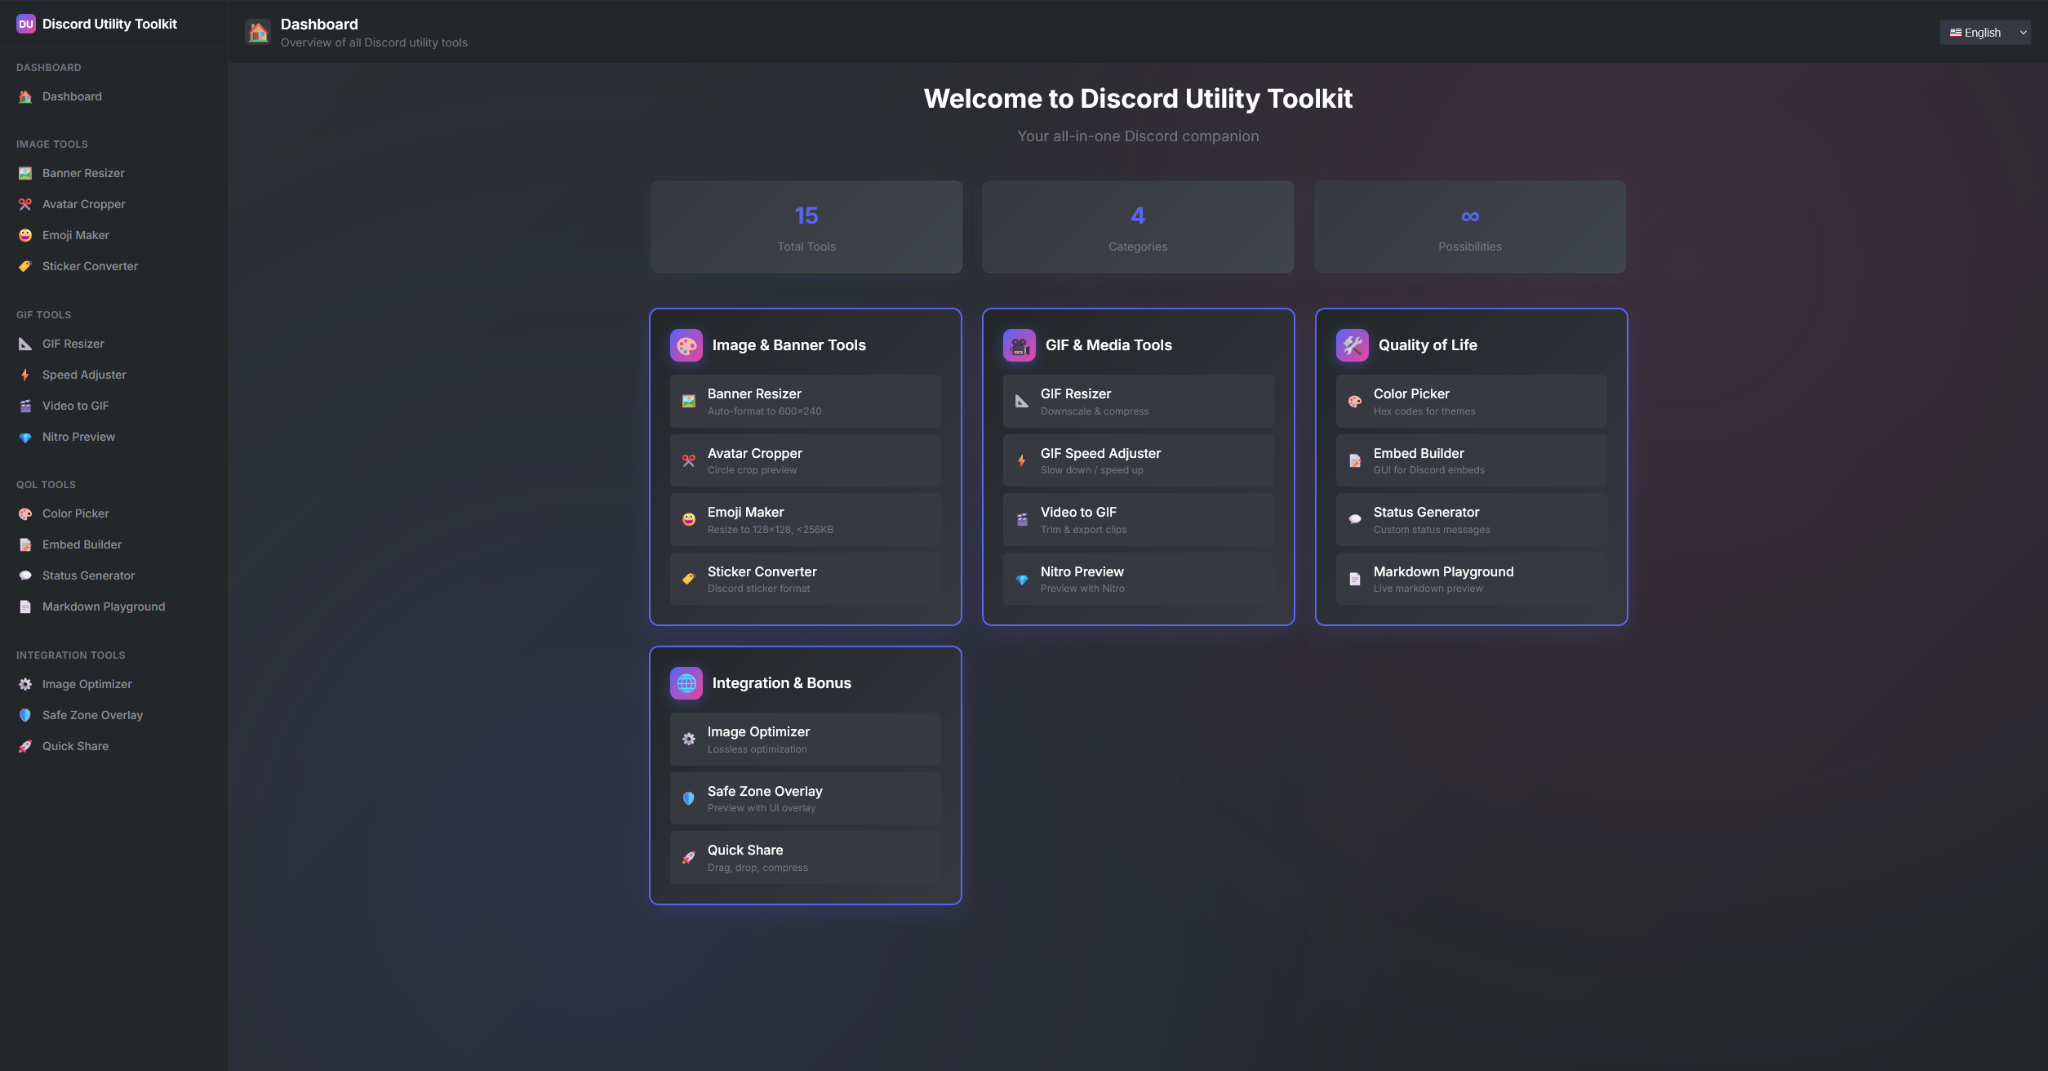 DU Discord Utility Toolkit
DASHBOARD
Dashboard
IMAGE TOOLS
Banner Resizer
Avatar Cropper
Emoji Maker
Sticker Converter
GIF TOOLS
GIF Resizer
Speed Adjuster
Video to GIF
Nitro Preview
QOL TOOLS
Color Picker
Embed Builder
Status Generator
Markdown Playground
INTEGRATION TOOLS
Image Optimizer
Safe Zone Overlay
Quick Share
Dashboard
Overview of all Discord utility tools
English
Welcome to Discord Utility Toolkit
Your all-in-one Discord companion
15
Total Tools
4
Categories
∞
Possibilities
Image & Banner Tools
Banner Resizer
Auto-format to 600×240
Avatar Cropper
Circle crop preview
Emoji Maker
Resize to 128×128, <256KB
Sticker Converter
Discord sticker format
GIF & Media Tools
GIF Resizer
Downscale & compress
GIF Speed Adjuster
Slow down / speed up
Video to GIF
Trim & export clips
Nitro Preview
Preview with Nitro
Quality of Life
Color Picker
Hex codes for themes
Embed Builder
GUI for Discord embeds
Status Generator
Custom status messages
Markdown Playground
Live markdown preview
Integration & Bonus
Image Optimizer
Lossless optimization
Safe Zone Overlay
Preview with UI overlay
Quick Share
Drag, drop, compress